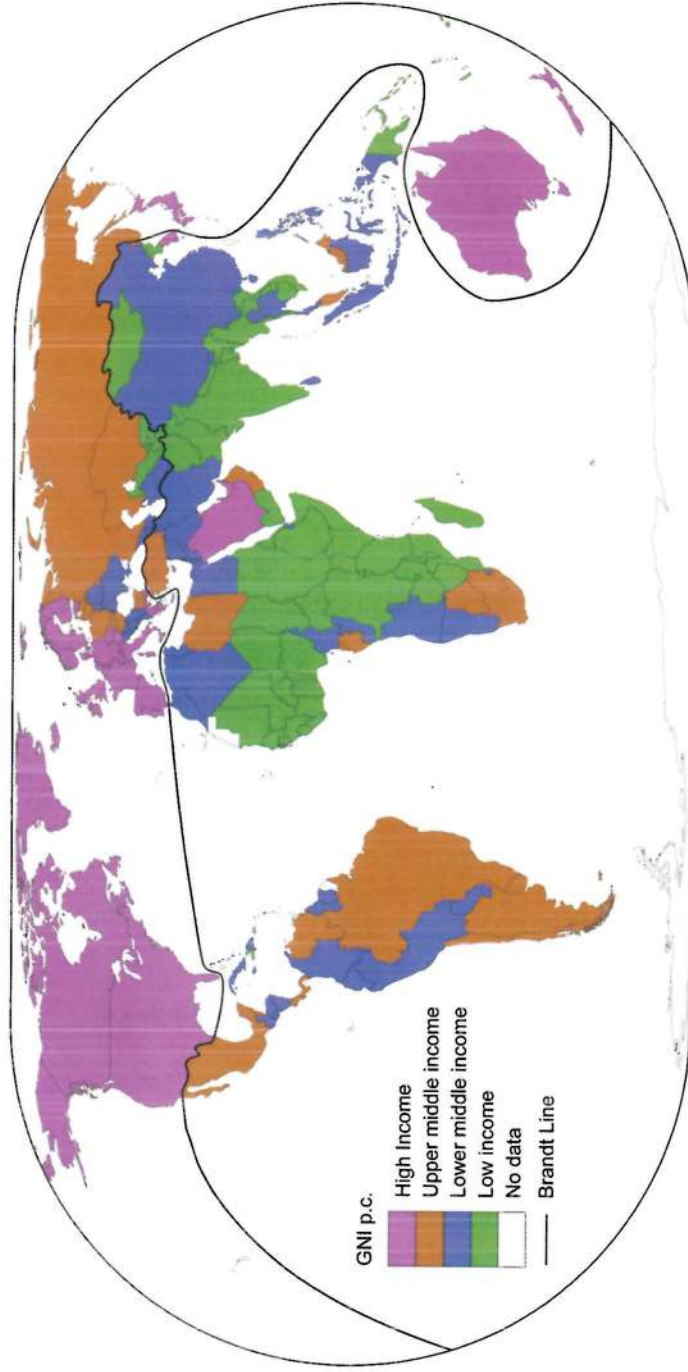 GNI p.c.
High Income
Upper middle income
Lower middle income
Low income
No data
Brandt Line